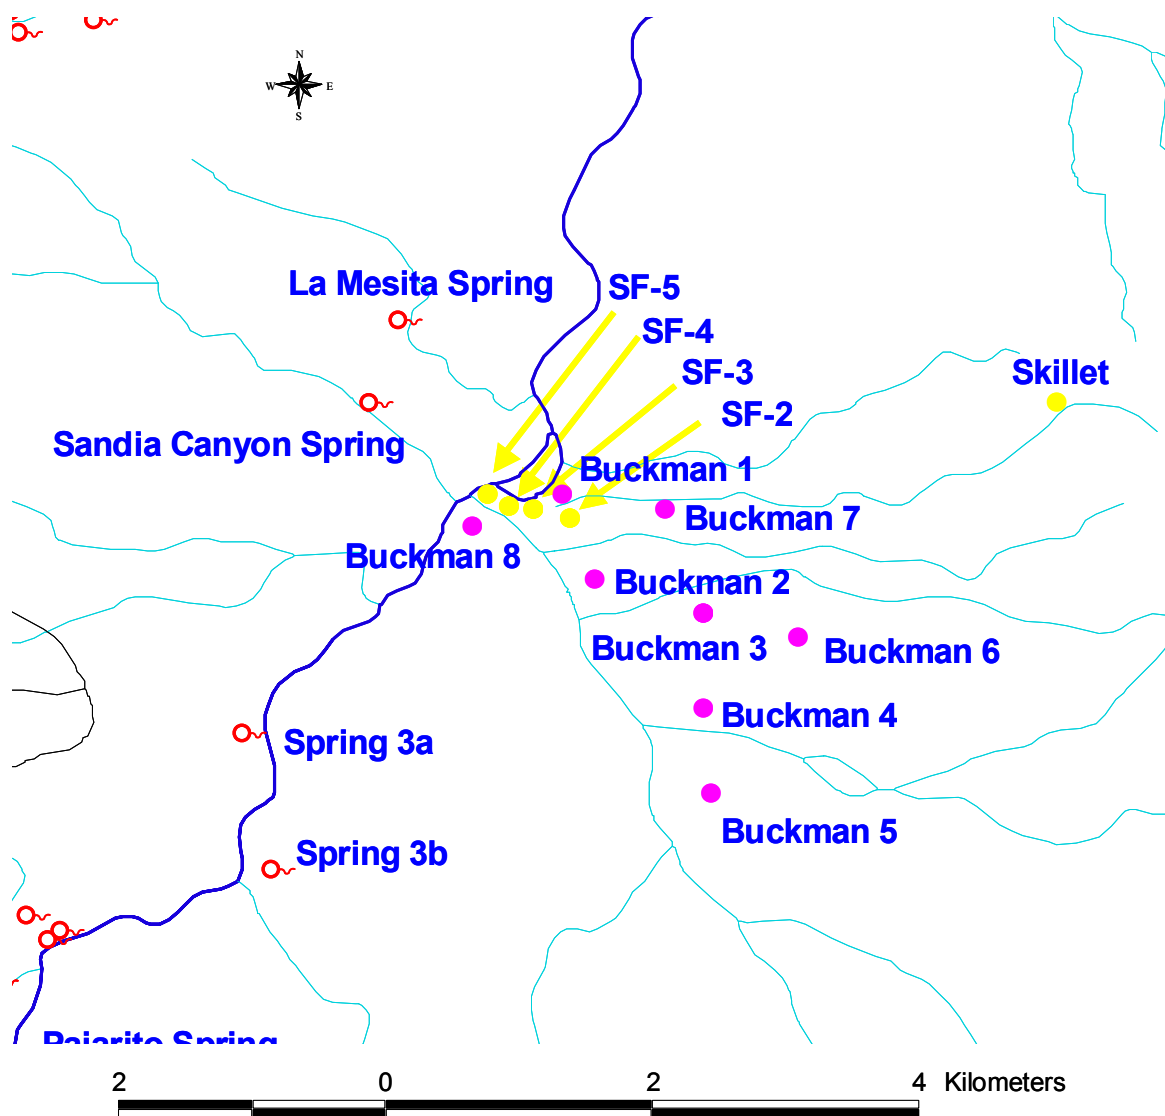 N
W E
S
La Mesita Spring
SF-5
SF-4
SF-3
Skillet
SF-2
Sandia Canyon Spring
Buckman 1
Buckman 7
Buckman 8
Buckman 2
Buckman 3
Buckman 6
Buckman 4
Spring 3a
Buckman 5
Spring 3b
Pajarito Spring
2 0 2 4 Kilometers